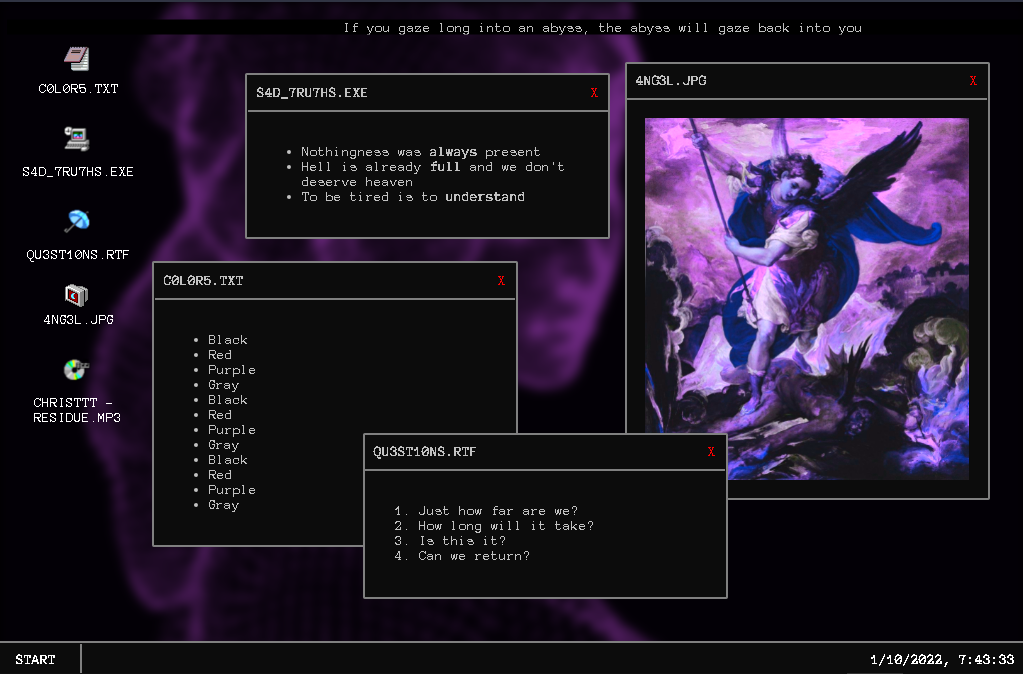 If you gaze long into an abyss, the abyss will gaze back into you
C0L0R5.TXT
S4D_7RU7HS.EXE
QU3ST10NS.RTF
4NG3L.JPG
CHRISTTT -
RESIDUE.MP3
S4D_7RU7HS.EXE X
• Nothingness was always present
• Hell is already full and we don't
deserve heaven
• To be tired is to understand
4NG3L.JPG X
C0L0R5.TXT X
• Black
• Red
• Purple
• Gray
• Black
• Red
• Purple
• Gray
• Black
• Red
• Purple
• Gray
QU3ST10NS.RTF X
1. Just how far are we?
2. How long will it take?
3. Is this it?
4. Can we return?
START
1/10/2022, 7:43:33